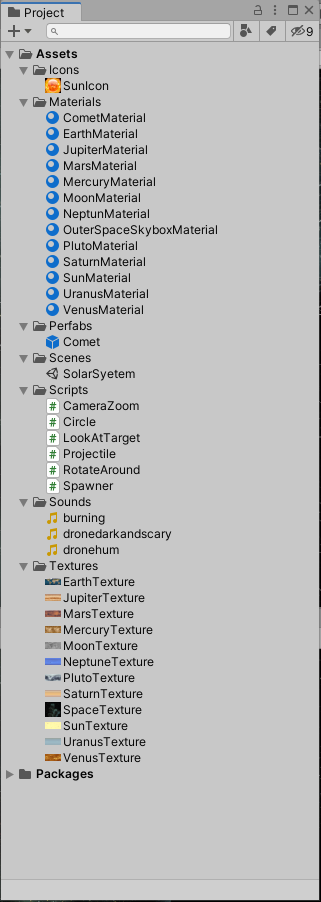 Project
9
Assets
Icons
SunIcon
Materials
CometMaterial
EarthMaterial
JupiterMaterial
MarsMaterial
MercuryMaterial
MoonMaterial
NeptunMaterial
OuterSpaceSkyboxMaterial
PlutoMaterial
SaturnMaterial
SunMaterial
UranusMaterial
VenusMaterial
Perfabs
Comet
Scenes
SolarSyetem
Scripts
CameraZoom
Circle
LookAtTarget
Projectile
RotateAround
Spawner
Sounds
burning
dronedarkandscary
dronehum
Textures
EarthTexture
JupiterTexture
MarsTexture
MercuryTexture
MoonTexture
NeptuneTexture
PlutoTexture
SaturnTexture
SpaceTexture
SunTexture
UranusTexture
VenusTexture
Packages